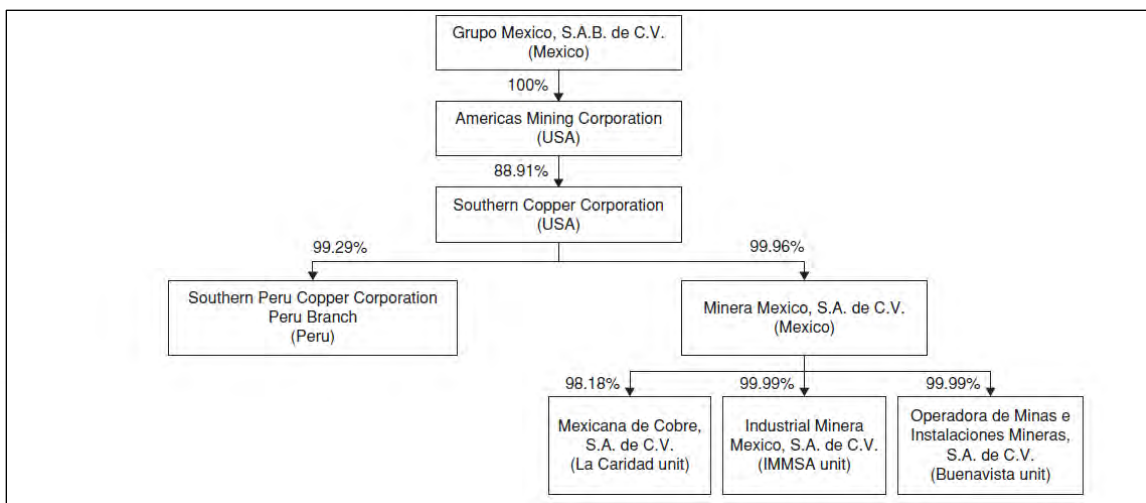 Grupo Mexico, S.A.B. de C.V.
(Mexico)
100%
Americas Mining Corporation
(USA)
88.91%
Southern Copper Corporation
(USA)
99.29%
99.96%
Southern Peru Copper Corporation
Peru Branch
(Peru)
Minera Mexico, S.A. de C.V.
(Mexico)
98.18%
99.99%
99.99%
Mexicana de Cobre,
S.A. de C.V.
(La Caridad unit)
Industrial Minera
Mexico, S.A. de C.V.
(IMMSA unit)
Operadora de Minas e
Instalaciones Mineras,
S.A. de C.V.
(Buenavista unit)